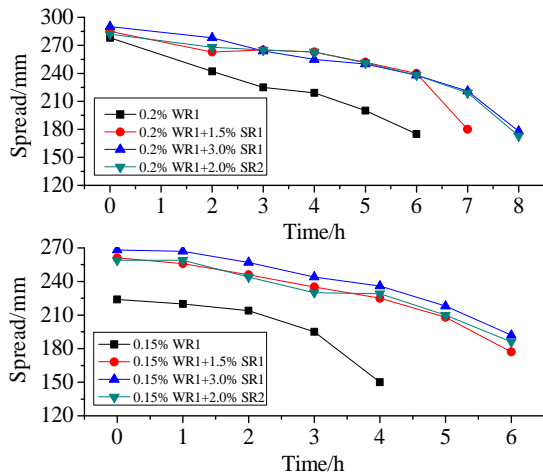 300
270
240
210
180
150
120
Spread/mm
0.2% WR1
0.2% WR1+1.5% SR1
0.2% WR1+3.0% SR1
0.2% WR1+2.0% SR2
0 1 2 3 4 5 6 7 8
Time/h
270
240
210
180
150
120
Spread/mm
0.15% WR1
0.15% WR1+1.5% SR1
0.15% WR1+3.0% SR1
0.15% WR1+2.0% SR2
0 1 2 3 4 5 6
Time/h